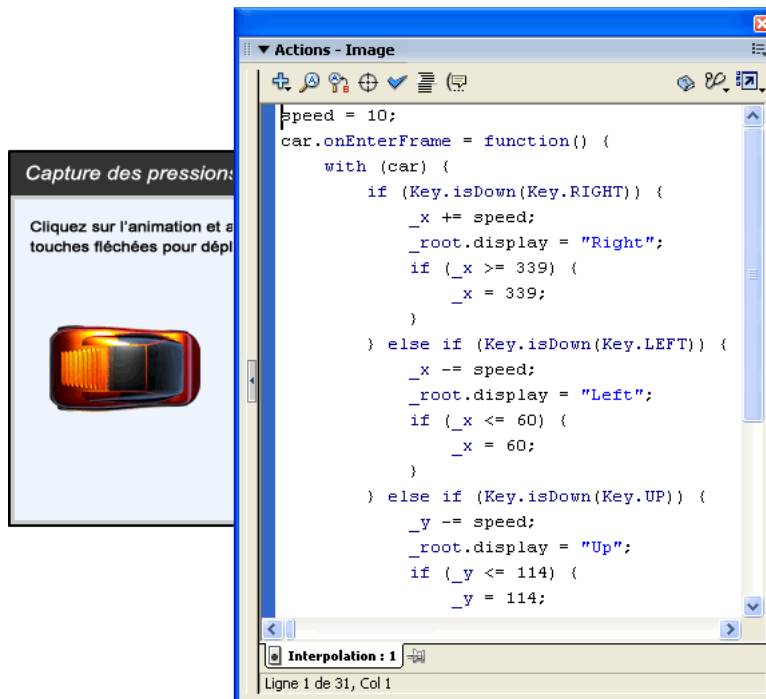 Actions - Image
Capture des pressions
Cliquez sur l'animation et a
touches fléchées pour dépl
speed = 10;
car.onEnterFrame = function() {
with (car) {
if (Key.isDown(Key.RIGHT)) {
_x += speed;
_root.display = "Right";
if (_x >= 339) {
_x = 339;
}
} else if (Key.isDown(Key.LEFT)) {
_x -= speed;
_root.display = "Left";
if (_x <= 60) {
_x = 60;
}
} else if (Key.isDown(Key.UP)) {
_y -= speed;
_root.display = "Up";
if (_y <= 114) {
_y = 114;
Interpolation : 1
Ligne 1 de 31, Col 1